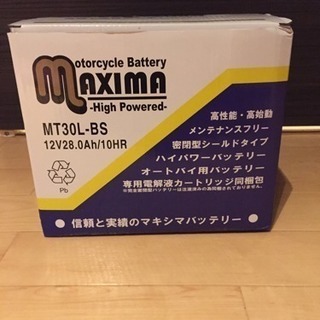 Motorcycle Battery
MAXIMA
-High Powered-
MT30L-BS
12V28.0Ah/10HR
Pb
高性能・高始動
メンテナンスフリー
密閉型シールドタイプ
ハイパワーバッテリー
オートバイ用バッテリー
専用電解液カートリッジ同梱包
◆信頼と実績のマキシマバッテリー◆